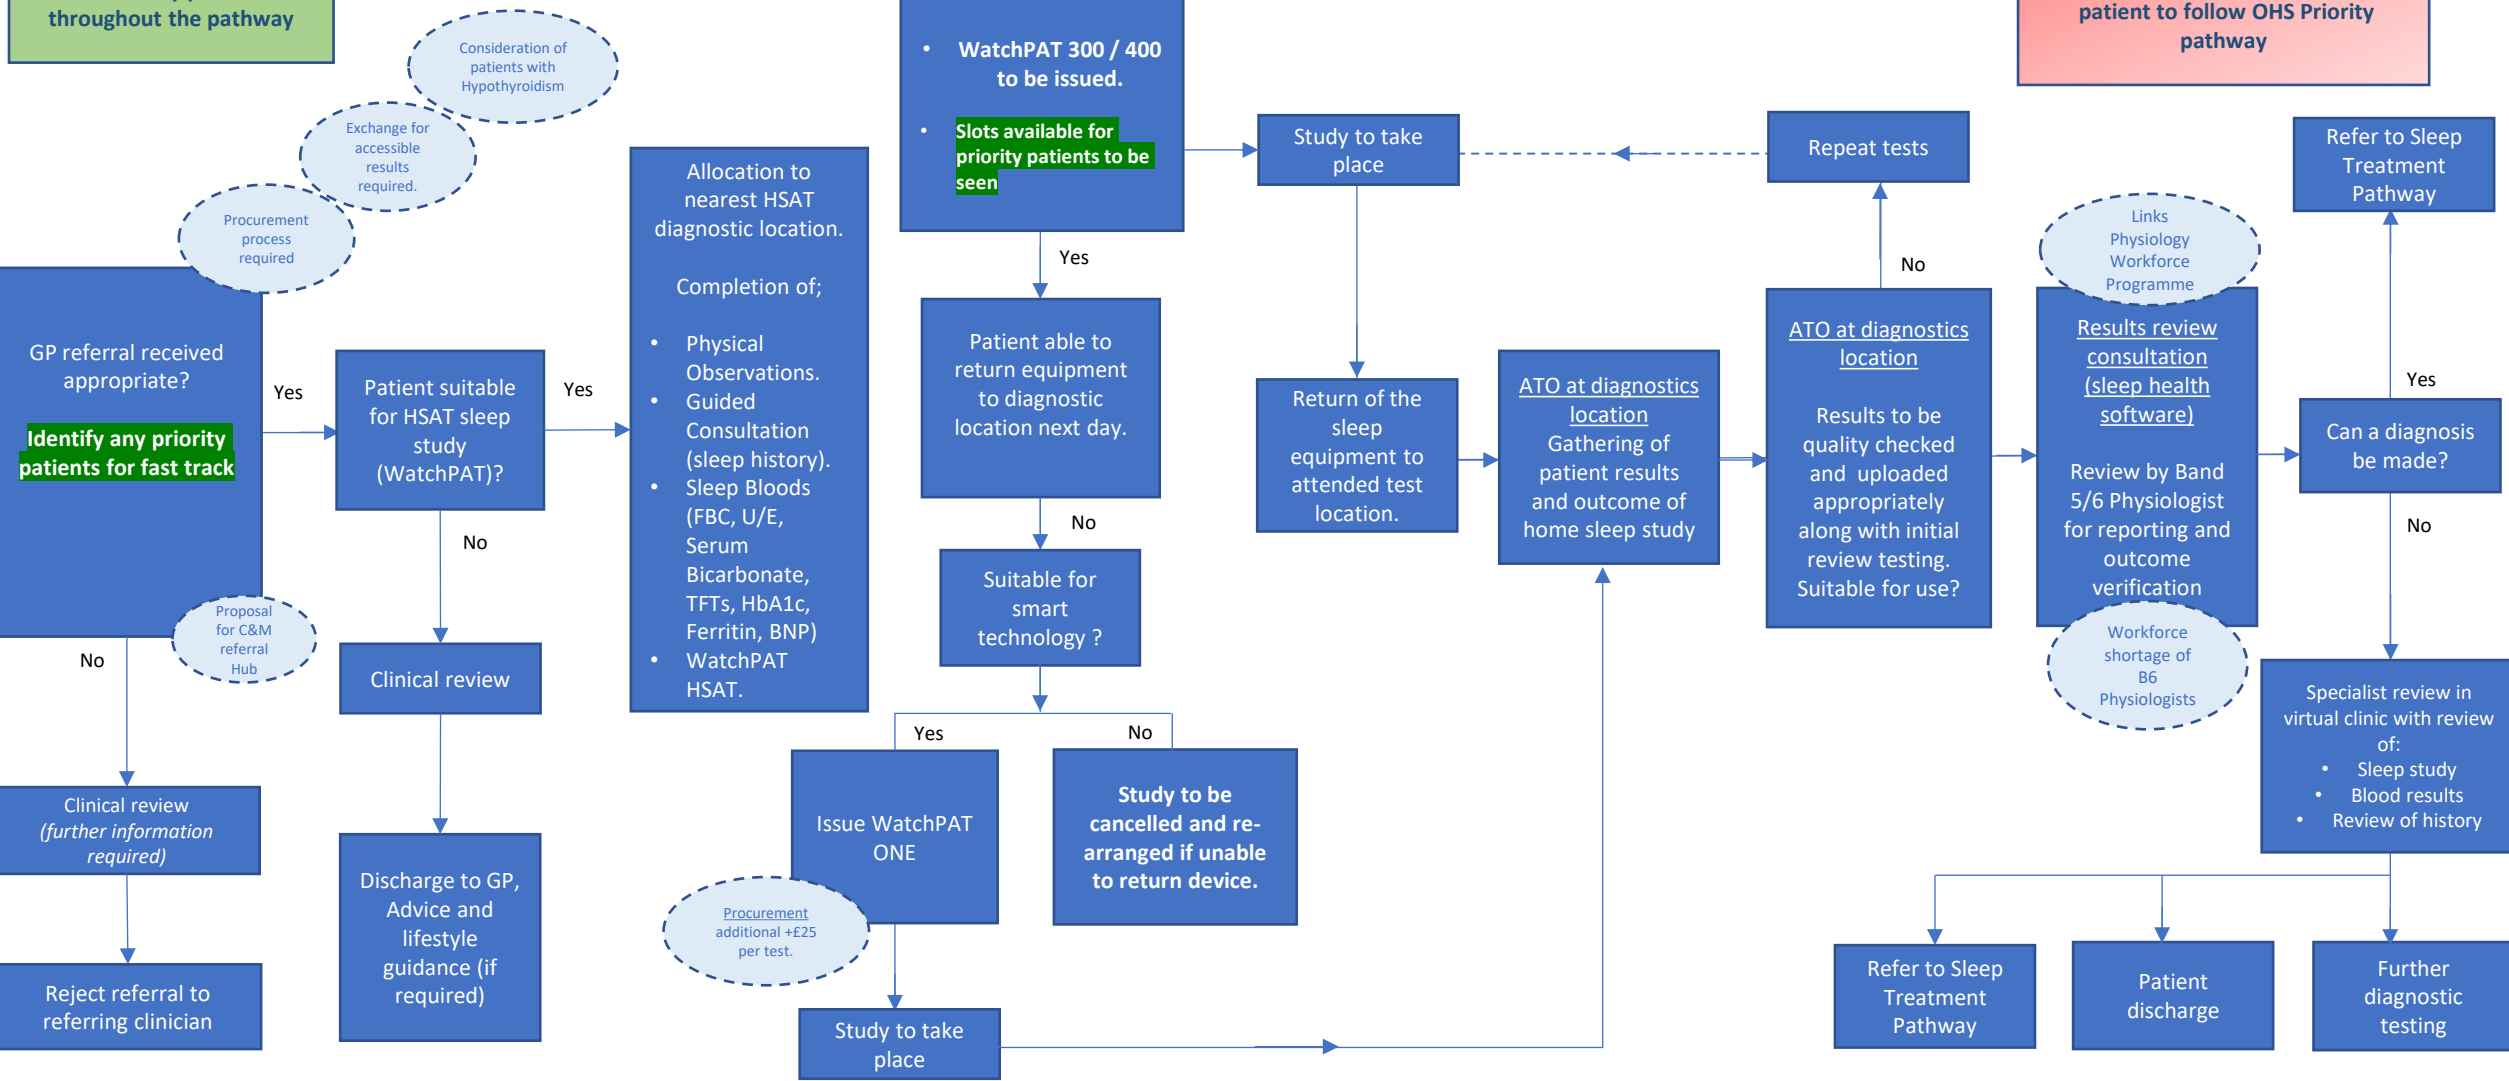 throughout the pathway
Consideration of
patients with
Hypothyroidism
Exchange for
accessible
results
required.
Procurement
process
required
GP referral received
appropriate?
Identify any priority
patients for fast track
Yes
Proposal
for C&M
referral
Hub
No
Clinical review
(further information
required)
Reject referral to
referring clinician
Patient suitable
for HSAT sleep
study
(WatchPAT)?
Yes
No
Clinical review
Discharge to GP,
Advice and
lifestyle
guidance (if
required)
Allocation to
nearest HSAT
diagnostic location.
Completion of;
• Physical
Observations.
• Guided
Consultation
(sleep history).
• Sleep Bloods
(FBC, U/E,
Serum
Bicarbonate,
TFTs, HbA1c,
Ferritin, BNP)
• WatchPAT
HSAT.
• WatchPAT 300 / 400
to be issued.
• Slots available for
priority patients to be
seen
Yes
Patient able to
return equipment
to diagnostic
location next day.
No
Suitable for
smart
technology ?
Yes
No
Issue WatchPAT
ONE
Procurement
additional +£25
per test.
Study to be
cancelled and re-
arranged if unable
to return device.
Study to take
place
Study to take
place
Return of the
sleep
equipment to
attended test
location.
ATO at diagnostics
location
Gathering of
patient results
and outcome of
home sleep study
Repeat tests
No
ATO at diagnostics
location
Results to be
quality checked
and uploaded
appropriately
along with initial
review testing.
Suitable for use?
patient to follow OHS Priority
pathway
Links
Physiology
Workforce
Programme
Results review
consultation
(sleep health
software)
Review by Band
5/6 Physiologist
for reporting and
outcome
verification
Workforce
shortage of
B6
Physiologists
Refer to Sleep
Treatment
Pathway
Yes
Can a diagnosis
be made?
No
Specialist review in
virtual clinic with review
of:
• Sleep study
• Blood results
• Review of history
Refer to Sleep
Treatment
Pathway
Patient
discharge
Further
diagnostic
testing